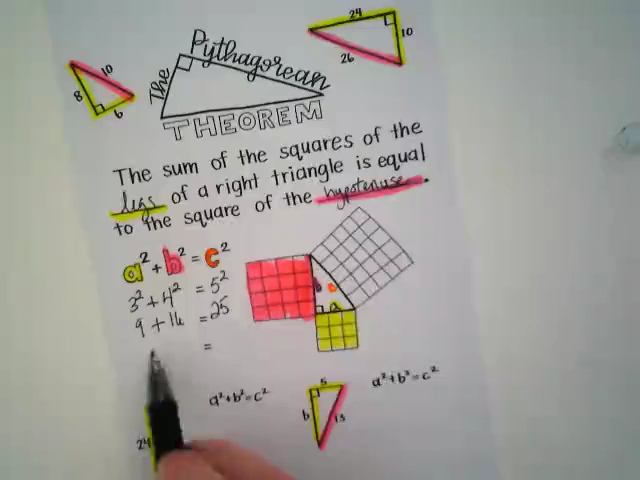 24
10
26
10
8
6
The Pythagorean
THEOREM
The sum of the squares of the
legs of a right triangle is equal
to the square of the hypotenuse.
a² + b² = c²
3² + 4² = 5²
9 + 16 = 25
=
b
c
a
a²+b²=c²
a²+b²=c²
5
b
13
24